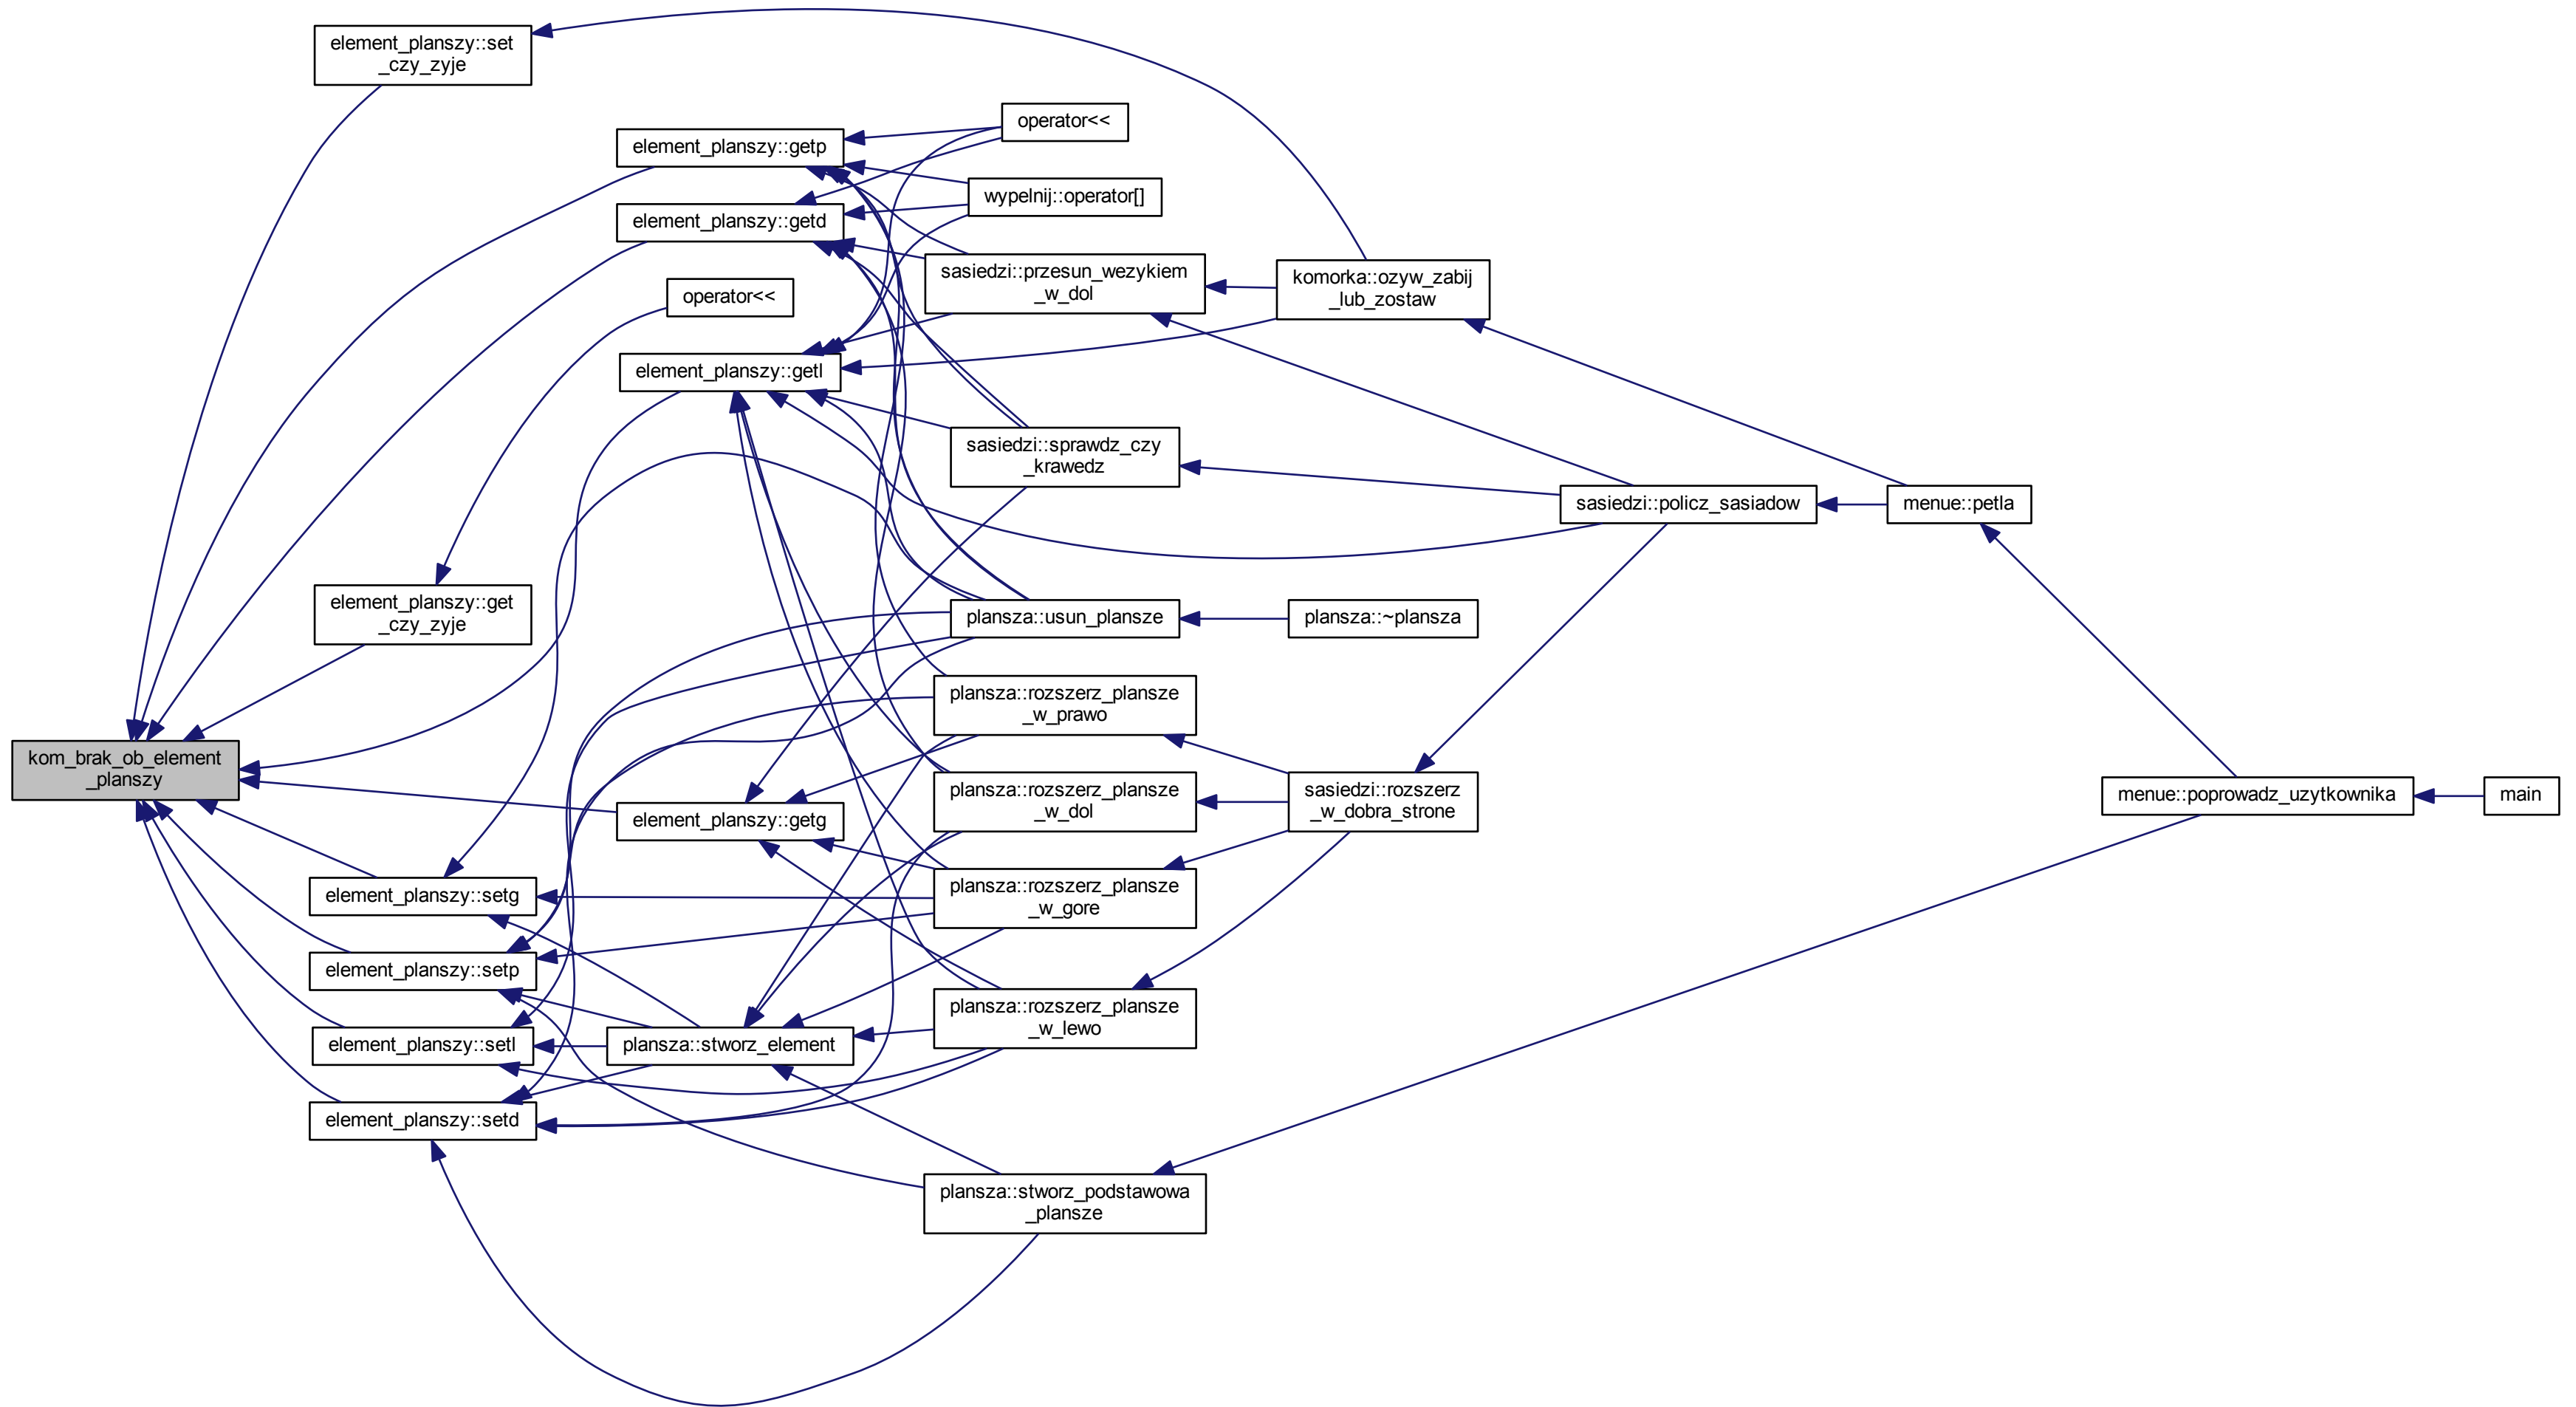 element_planszy::set
_czy_zyje
operator<<
element_planszy::getp
wypelnij::operator[]
element_planszy::getd
sasiedzi::przesun_wezykiem
_w_dol
komorka::ozyw_zabij
_lub_zostaw
operator<<
element_planszy::getl
sasiedzi::sprawdz_czy
_krawedz
sasiedzi::policz_sasiadow
menue::petla
element_planszy::get
_czy_zyje
plansza::usun_plansze
plansza::~plansza
plansza::rozszerz_plansze
_w_prawo
kom_brak_ob_element
_planszy
plansza::rozszerz_plansze
_w_dol
sasiedzi::rozszerz
_w_dobra_strone
menue::poprowadz_uzytkownika
main
element_planszy::getg
element_planszy::setg
plansza::rozszerz_plansze
_w_gore
element_planszy::setp
plansza::rozszerz_plansze
_w_lewo
element_planszy::setl
plansza::stworz_element
element_planszy::setd
plansza::stworz_podstawowa
_plansze